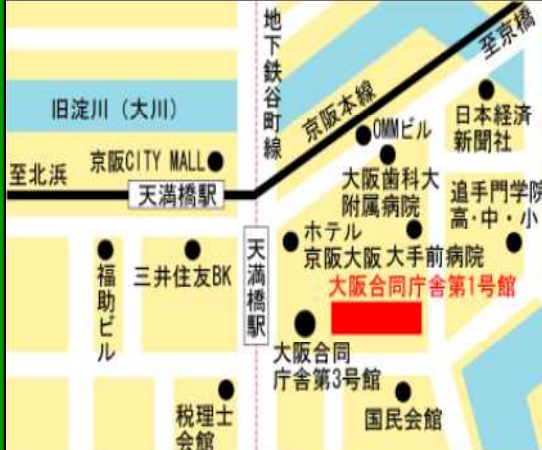 地下鉄谷町線
至京橋
旧淀川（大川）
京阪本線
OMMビル
日本経済
新聞社
京阪CITY MALL
至北浜
天満橋駅
大阪歯科大
附属病院
追手門学院
高・中・小
ホテル
京阪大阪
大手前病院
天満橋駅
福助ビル
三井住友BK
大阪合同庁舎第1号館
大阪合同
庁舎第3号館
税理士
会館
国民会館